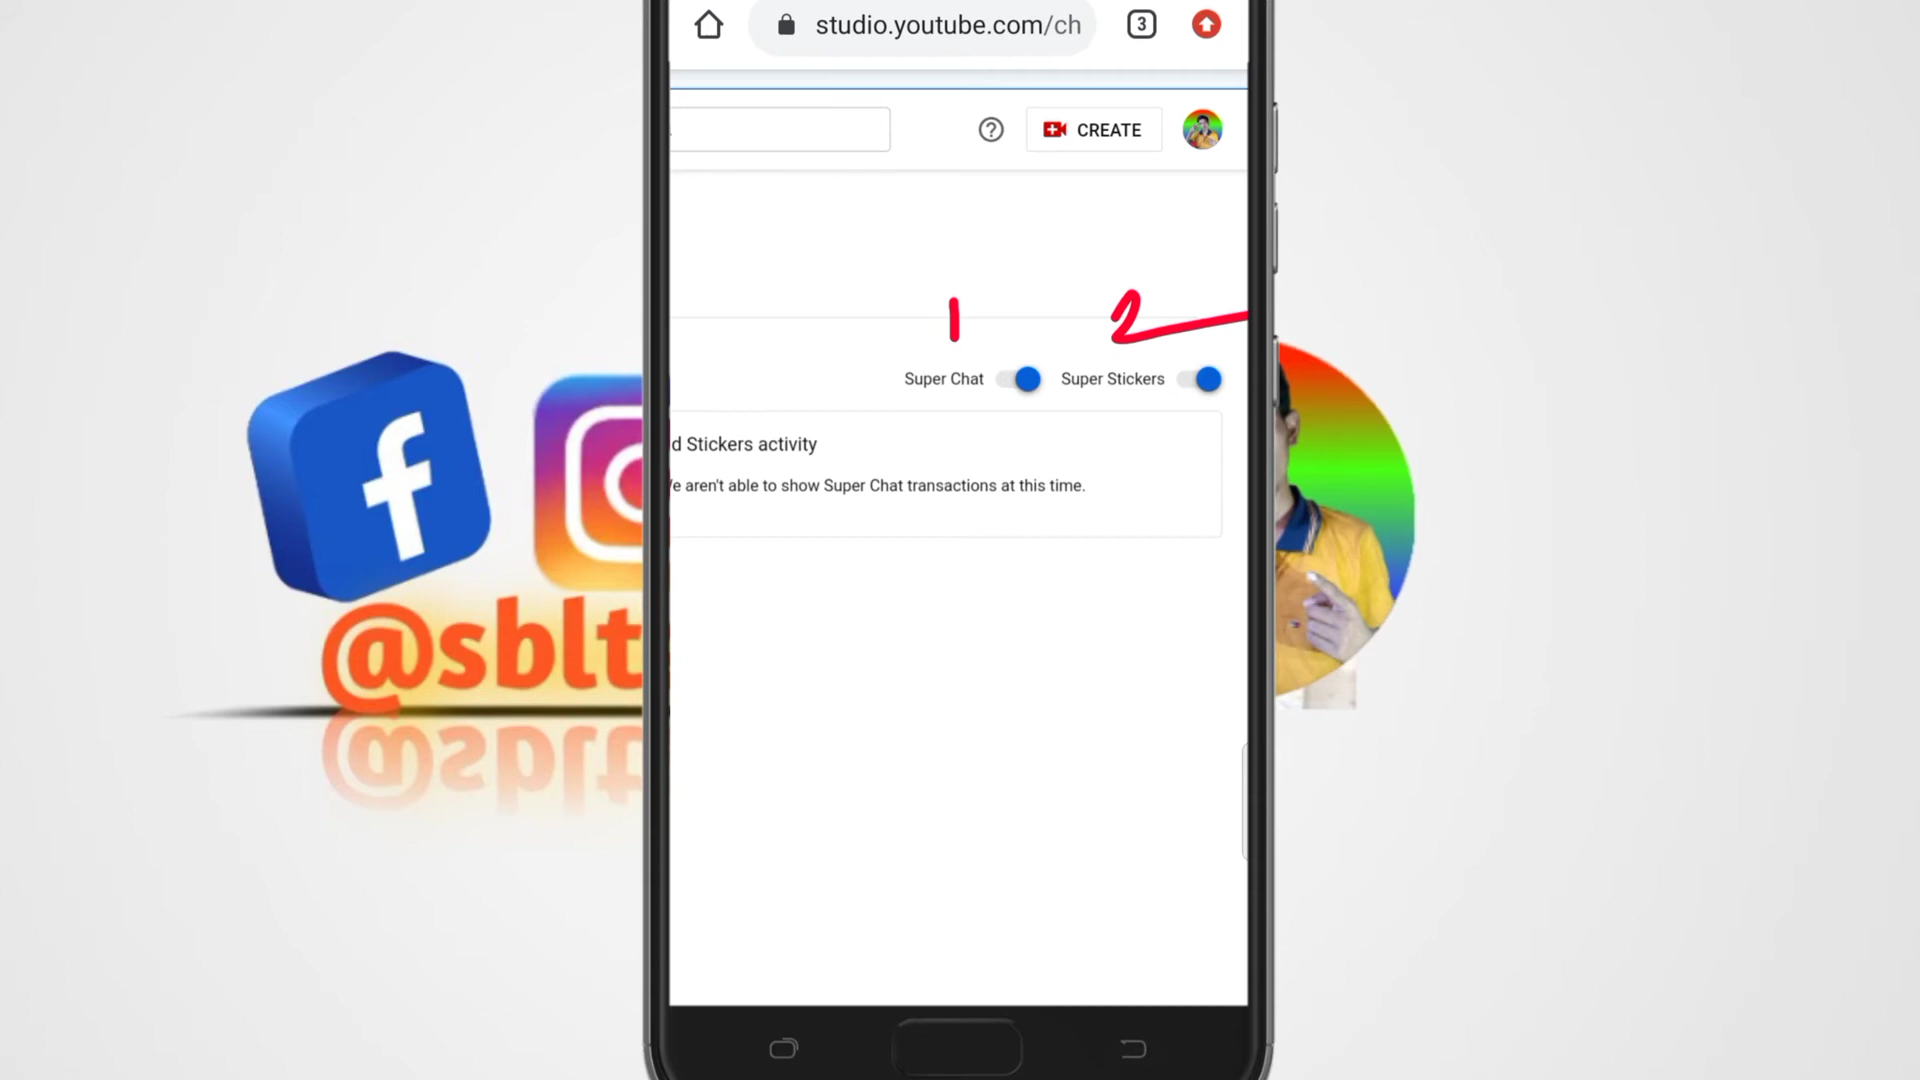 studio.youtube.com/ch
3
CREATE
1
2
Super Chat
Super Stickers
d Stickers activity
e aren't able to show Super Chat transactions at this time.
@sblt